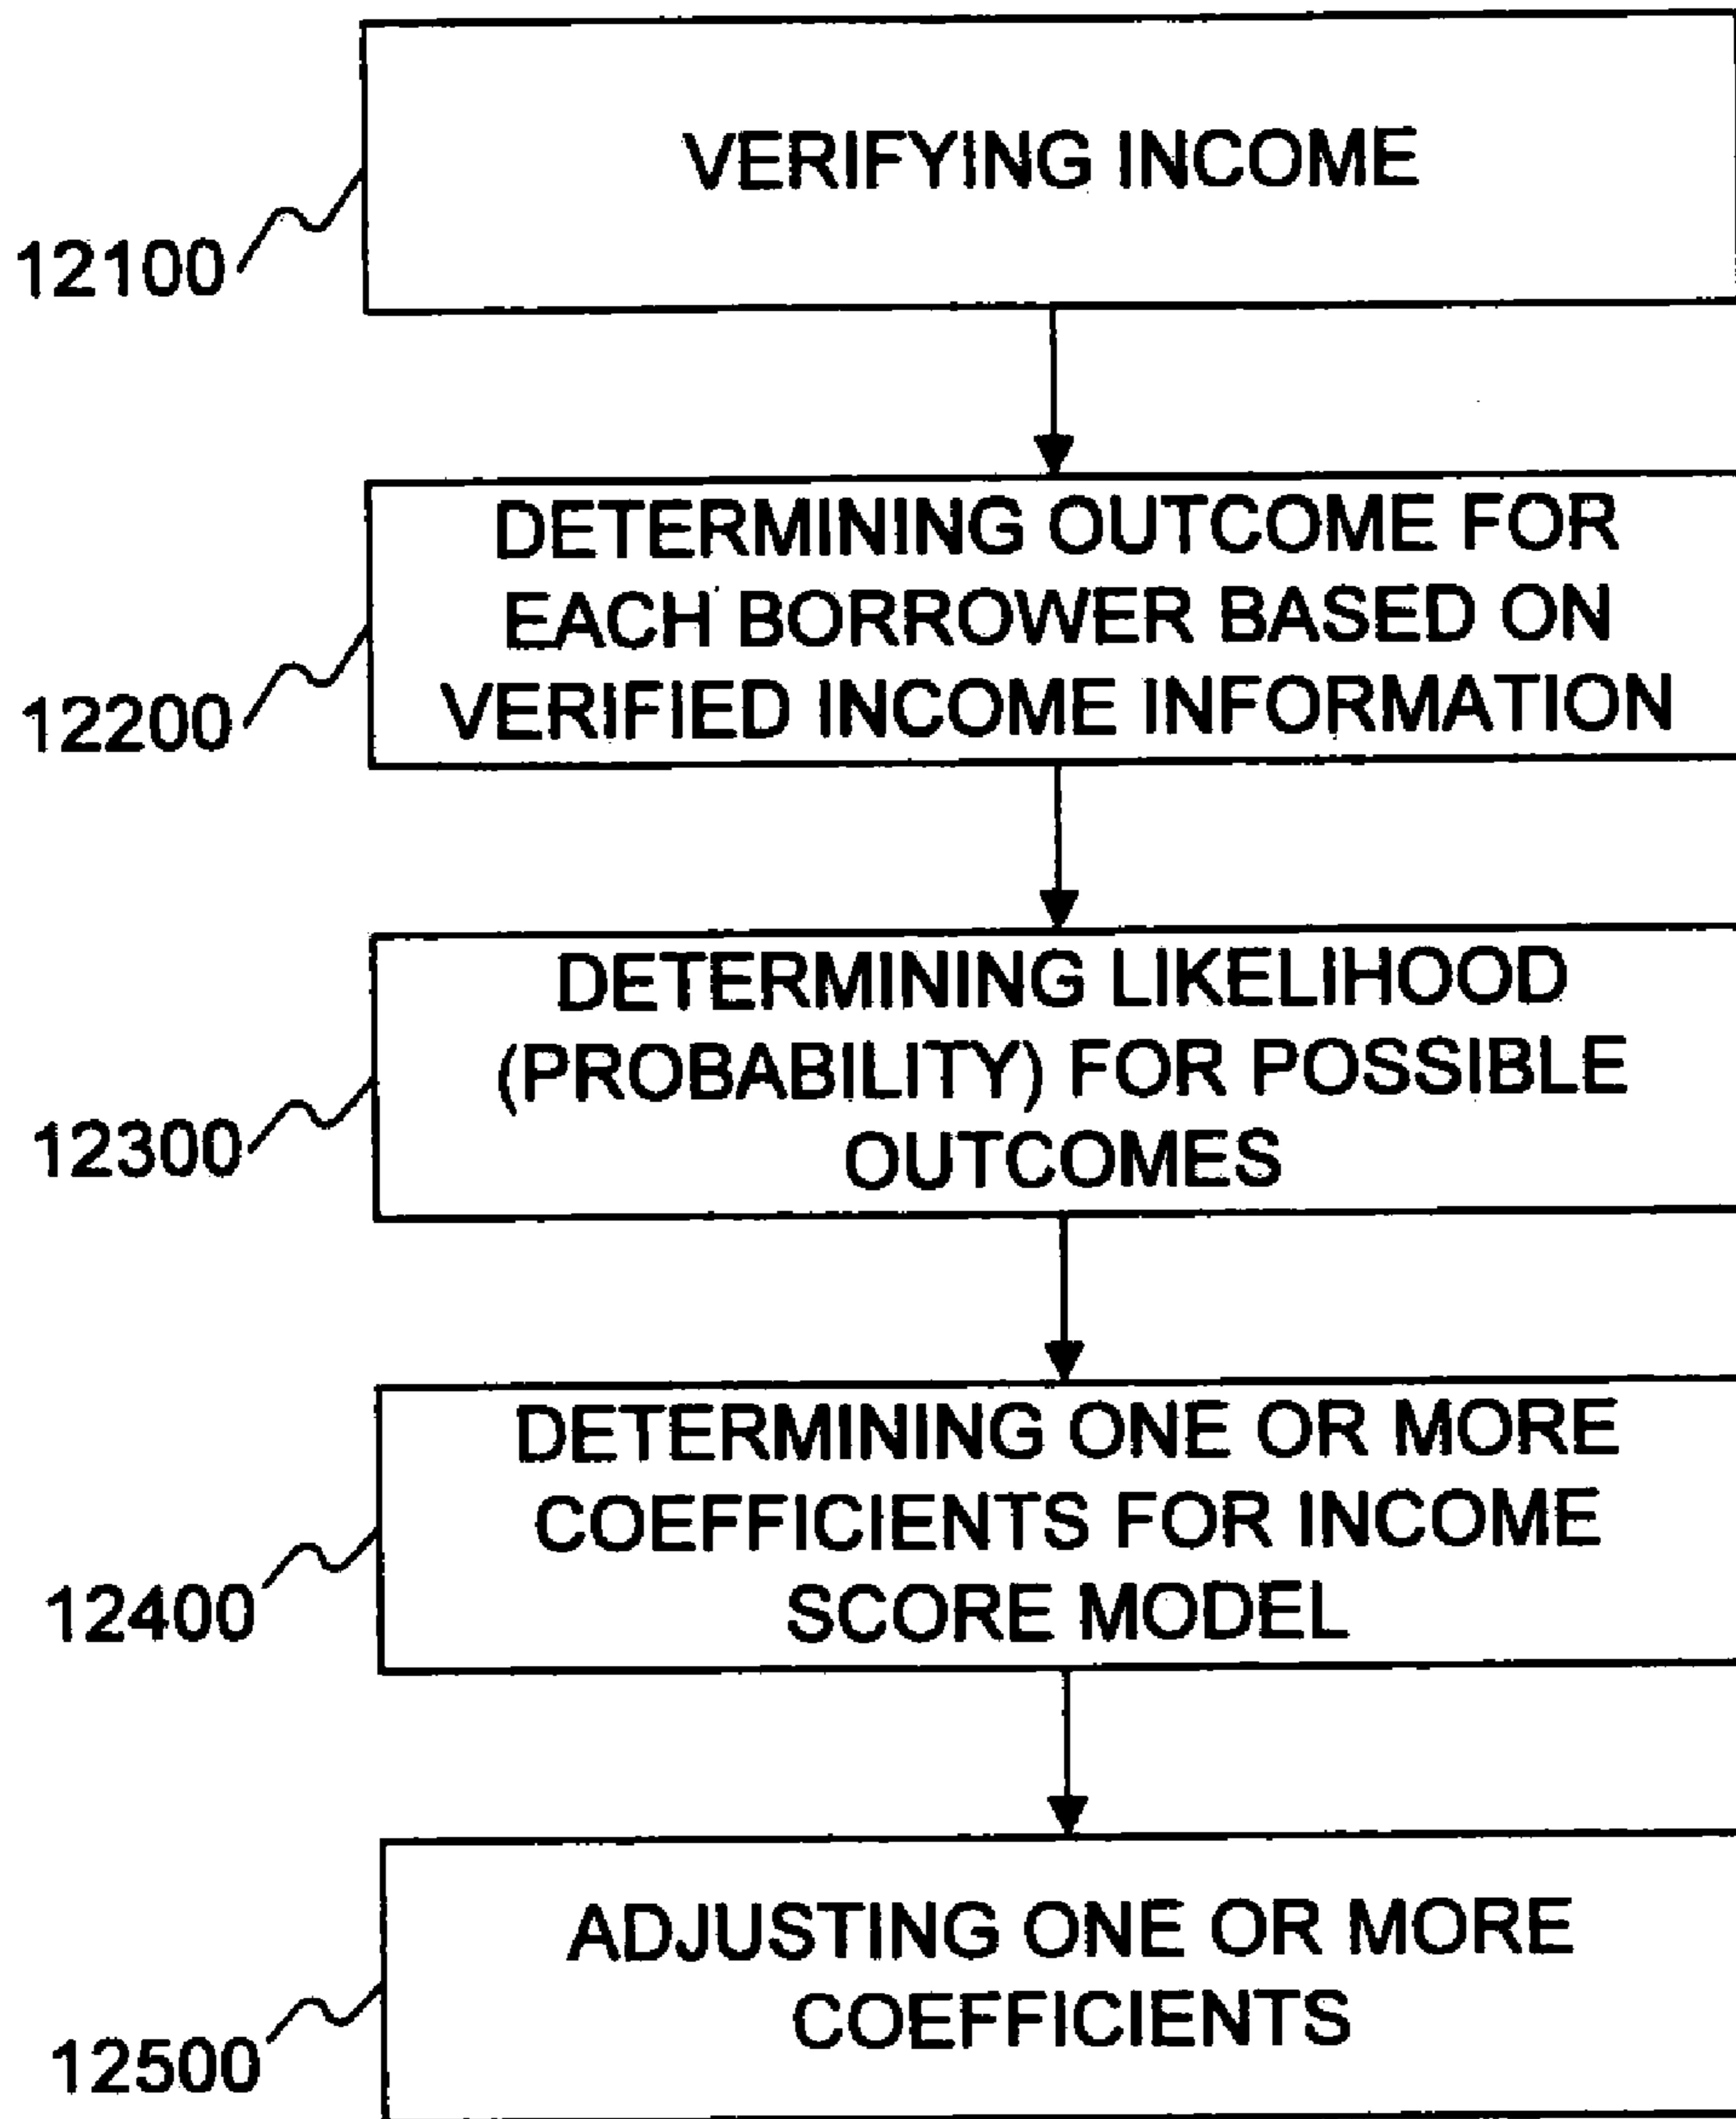 VERIFYING INCOME
12100
DETERMINING OUTCOME FOR
EACH BORROWER BASED ON
VERIFIED INCOME INFORMATION
12200
DETERMINING LIKELIHOOD
(PROBABILITY) FOR POSSIBLE
OUTCOMES
12300
DETERMINING ONE OR MORE
COEFFICIENTS FOR INCOME
SCORE MODEL
12400
ADJUSTING ONE OR MORE
COEFFICIENTS
12500